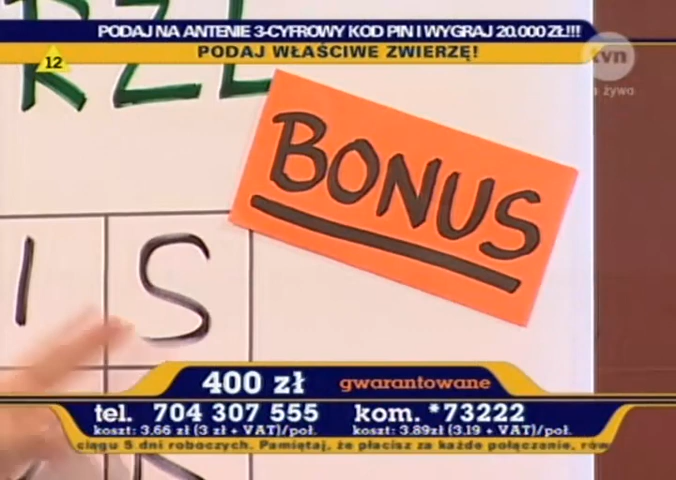 PODAJ NA ANTENIE 3-CYFROWY KOD PIN I WYGRAJ 20.000 ZŁ!!!
PODAJ WŁAŚCIWE ZWIERZĘ!
12
tvn
żywo
BONUS
I S
400 zł gwarantowane
tel. 704 307 555 kom. *73222
koszt: 3.66 zł (3 zł + VAT)/poł. koszt: 3.89zł (3.19 + VAT)/poł.
ciągu 5 dni roboczych. Pamiętaj, że płacisz za każde połączenie, rów